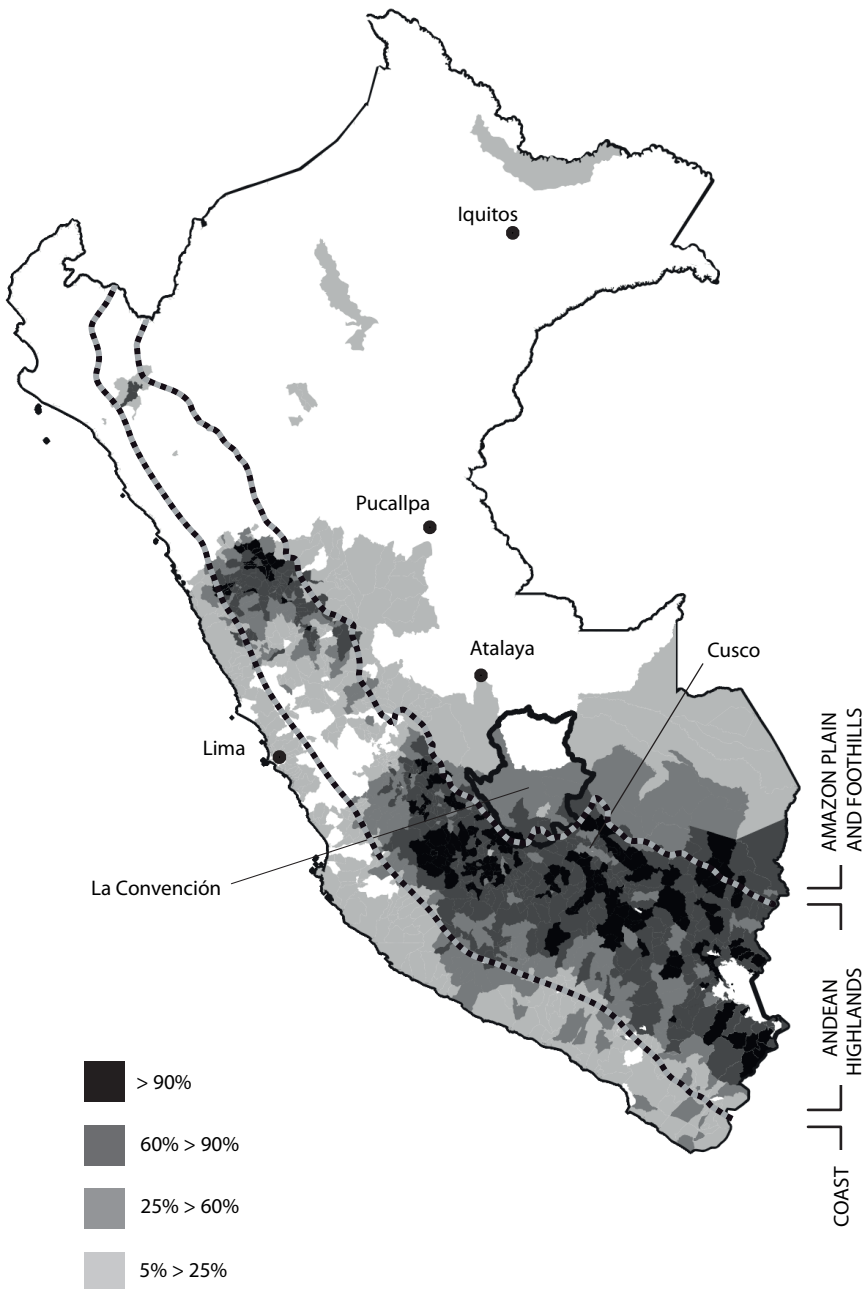 Iquitos
Pucallpa
Atalaya
Cusco
Lima
La Convención
AMAZON PLAIN
AND FOOTHILLS
ANDEAN
HIGHLANDS
COAST
> 90%
60% > 90%
25% > 60%
5% > 25%